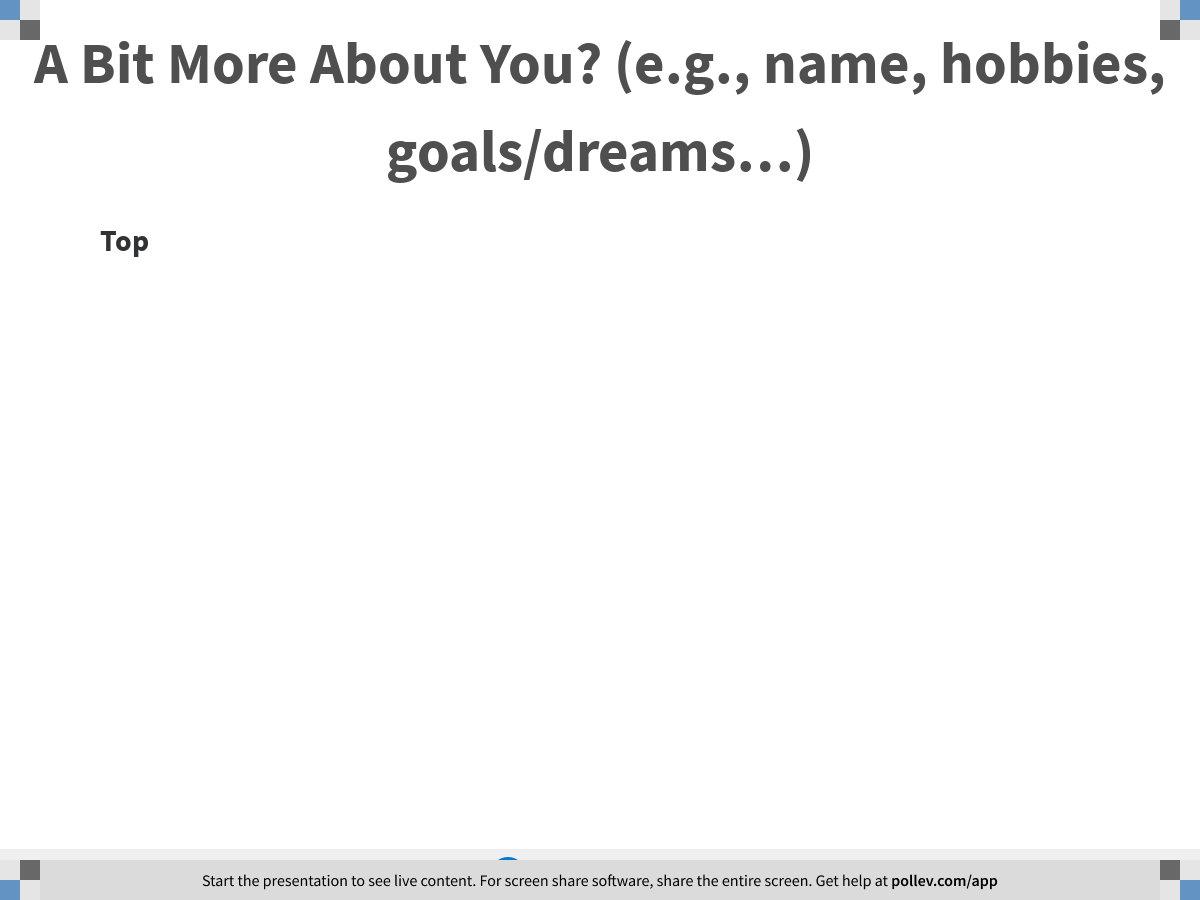 A Bit More About You? (e.g., name, hobbies,
goals/dreams…)
Top
Start the presentation to see live content. For screen share software, share the entire screen. Get help at pollev.com/app